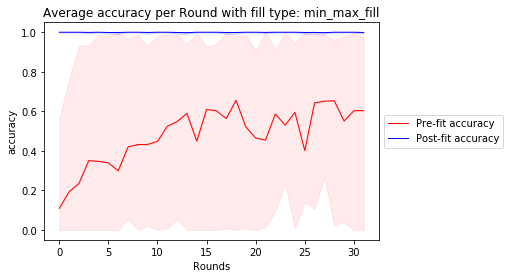 Average accuracy per Round with fill type: min_max_fill
1.0
0.8
0.6
0.4
0.2
0.0
accuracy
0 5 10 15 20 25 30
Rounds
Pre-fit accuracy
Post-fit accuracy